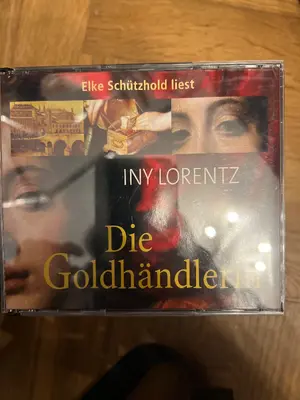 Elke Schützhold liest
INY LORENTZ
Die
Goldhändlerin